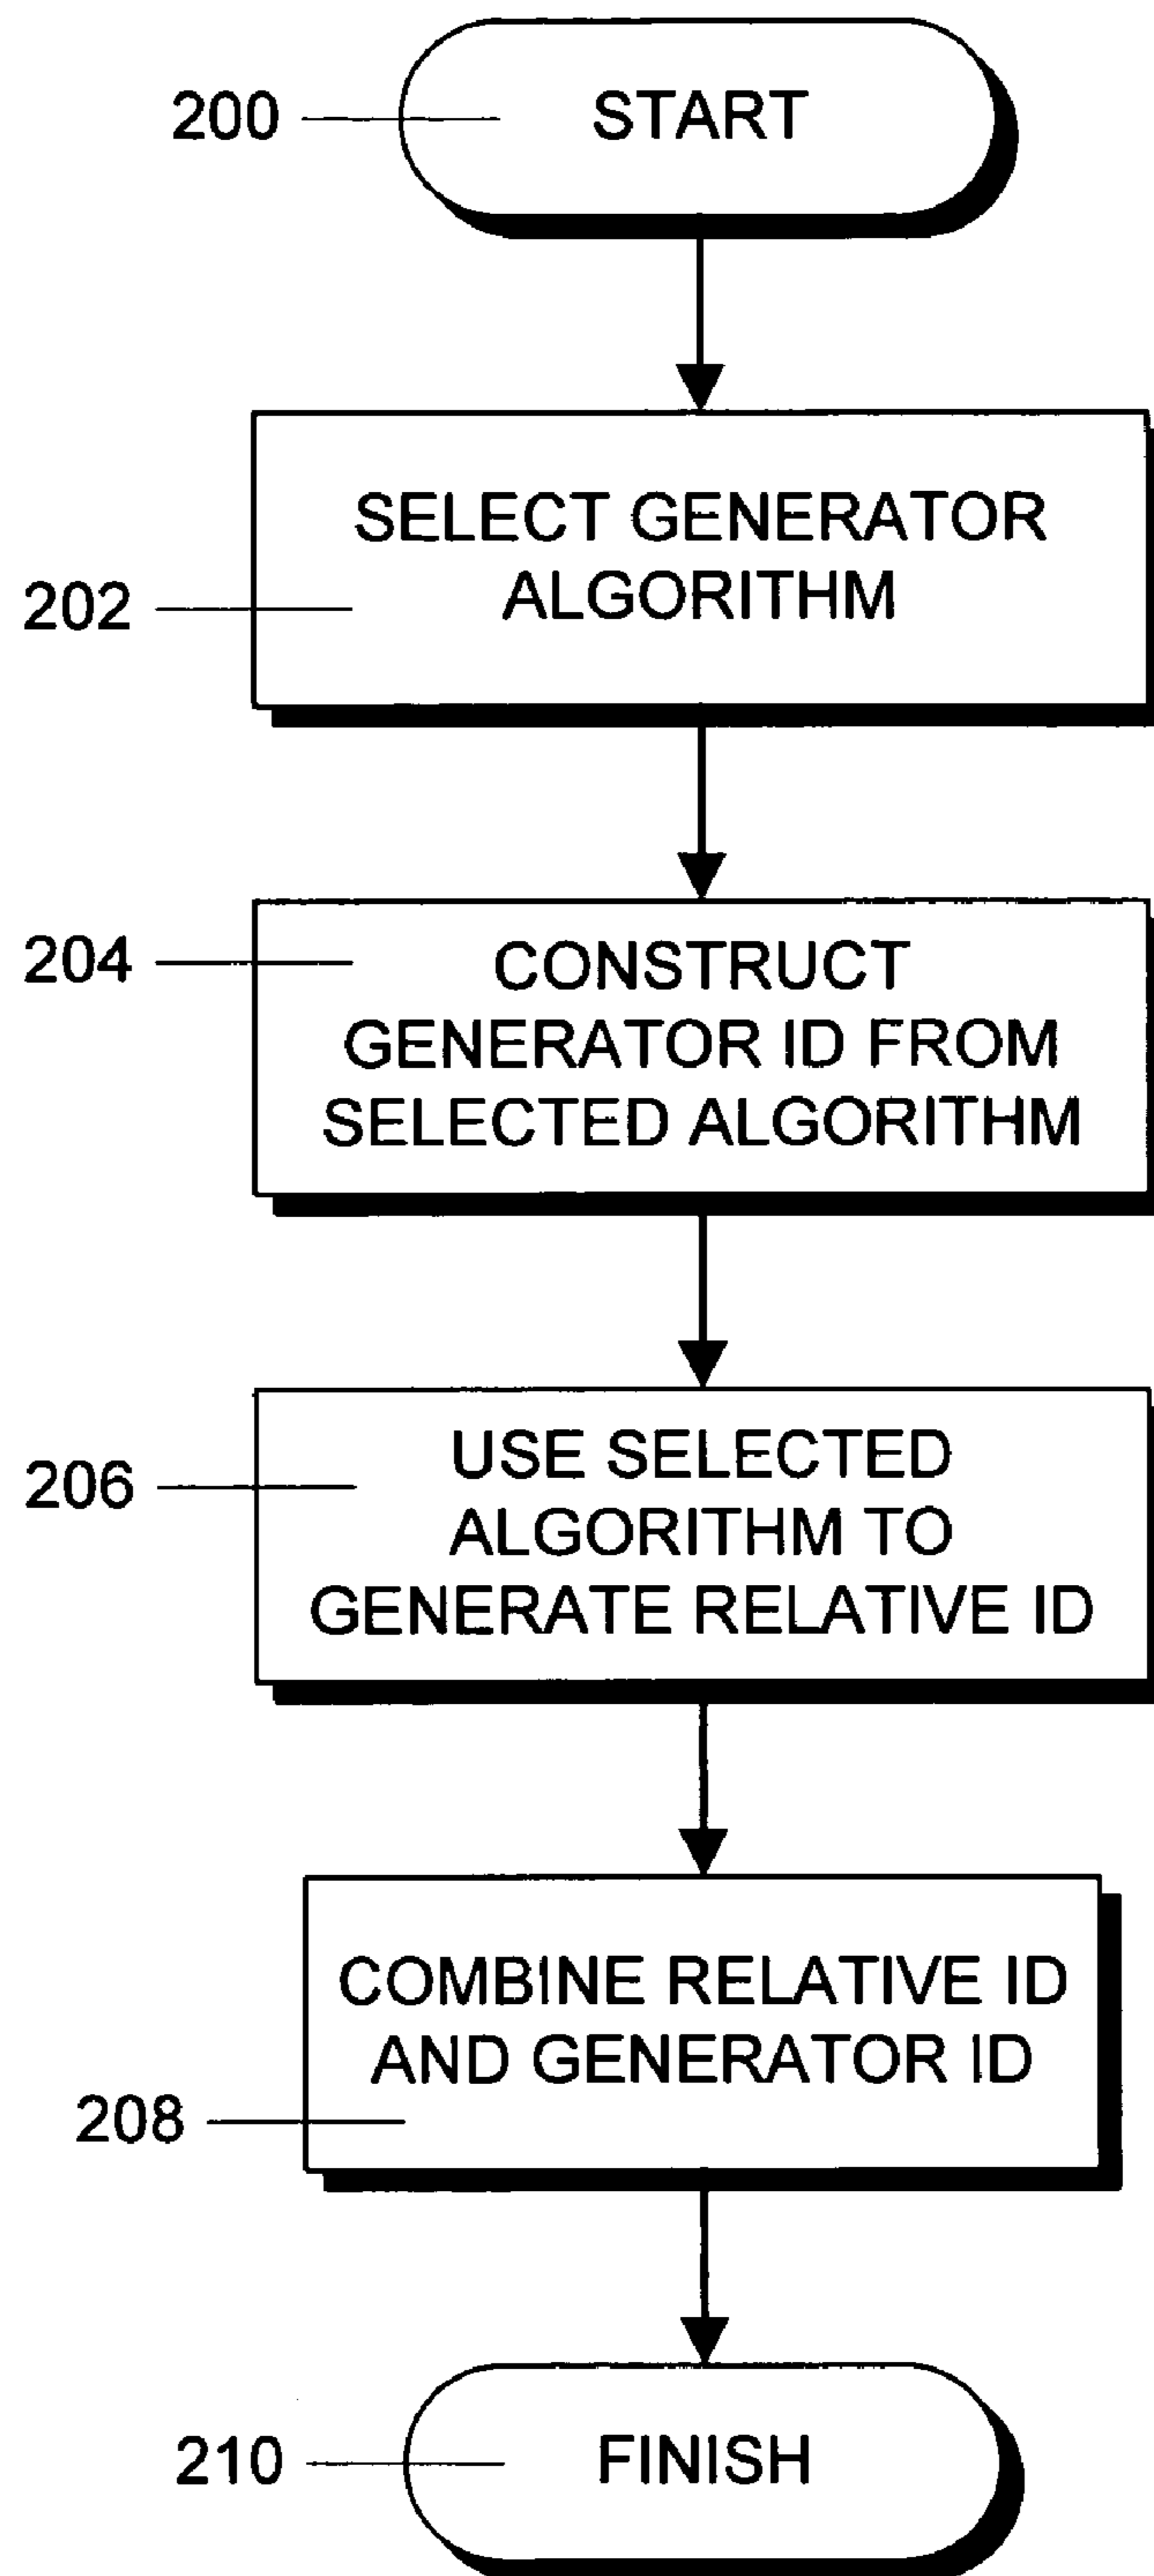 200
START
SELECT GENERATOR
ALGORITHM
202
204
CONSTRUCT
GENERATOR ID FROM
SELECTED ALGORITHM
206
USE SELECTED
ALGORITHM TO
GENERATE RELATIVE ID
COMBINE RELATIVE ID
AND GENERATOR ID
208
210
FINISH